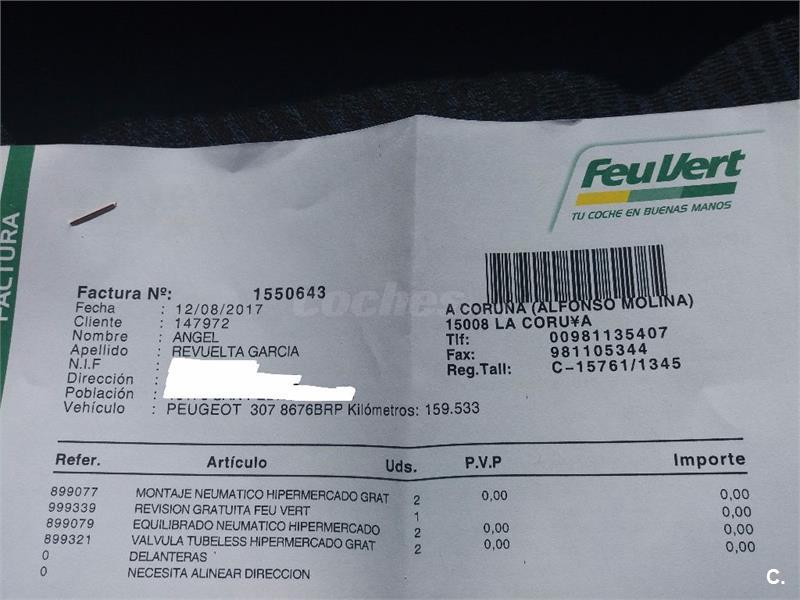 FACTURA
Feu Vert
TU COCHE EN BUENAS MANOS
Factura Nº: 1550643
Fecha : 12/08/2017
Cliente : 147972
Nombre : ANGEL
Apellido : REVUELTA GARCIA
N.I.F :
Dirección :
Población :
Vehículo : PEUGEOT 307 8676BRP Kilómetros: 159.533
coches
A CORUÑA (ALFONSO MOLINA)
15008 LA CORU¥A
Tlf: 00981135407
Fax: 981105344
Reg.Tall: C-15761/1345
Refer. Artículo Uds. P.V.P Importe
899077 MONTAJE NEUMATICO HIPERMERCADO GRAT 2 0,00 0,00
999339 REVISION GRATUITA FEU VERT 1 0,00
899079 EQUILIBRADO NEUMATICO HIPERMERCADO 2 0,00 0,00
899321 VALVULA TUBELESS HIPERMERCADO GRAT 2 0,00 0,00
0 DELANTERAS
0 NECESITA ALINEAR DIRECCION
C.